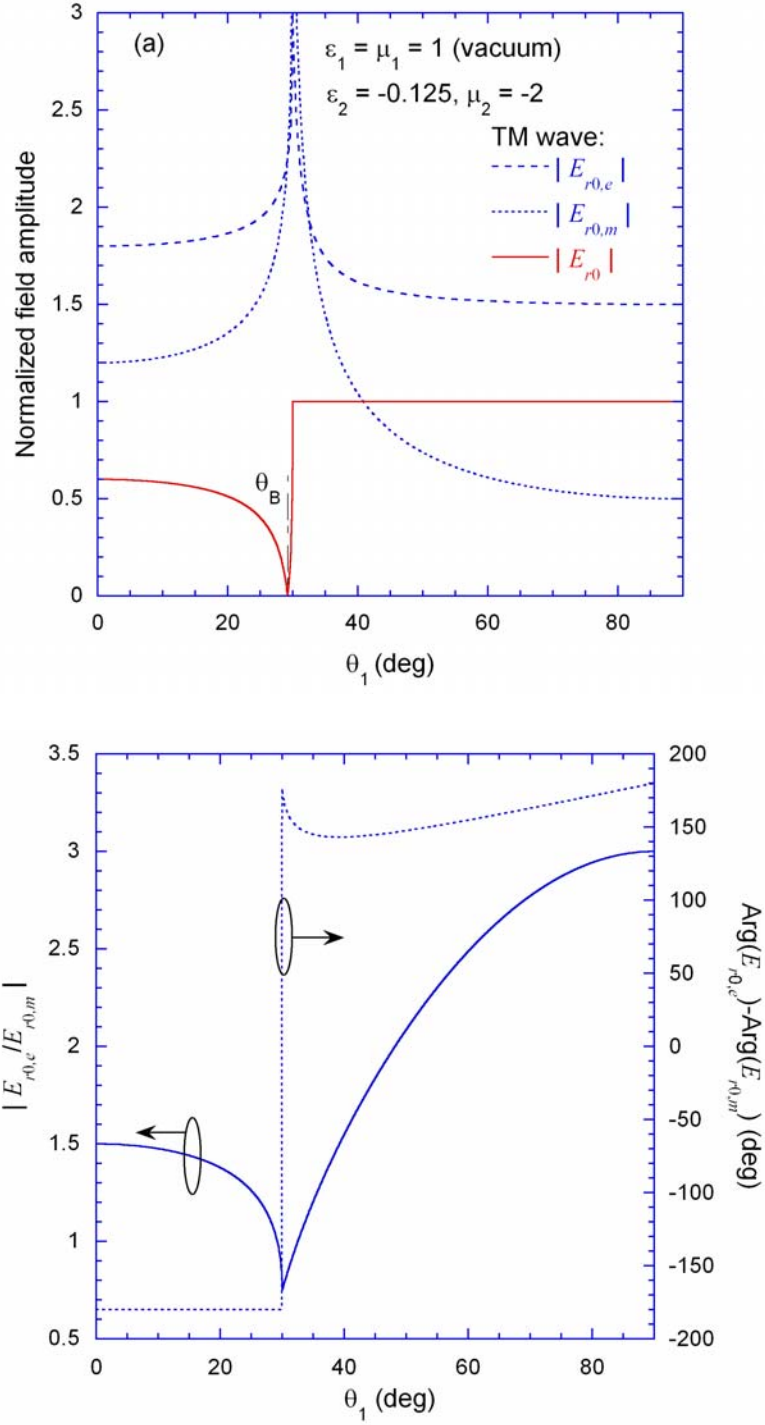 (a)
ε1 = μ1 = 1 (vacuum)
ε2 = -0.125, μ2 = -2
TM wave:
| Er0,e |
| Er0,m |
| Er0 |
θB
Normalized field amplitude
3
2.5
2
1.5
1
0.5
0
0 20 40 60 80
θ1 (deg)
| Er0,e /Er0,m |
3.5
3
2.5
2
1.5
1
0.5
200
150
100
50
0
-50
-100
-150
-200
Arg(Er0,e)-Arg(Er0,m) (deg)
0 20 40 60 80
θ1 (deg)